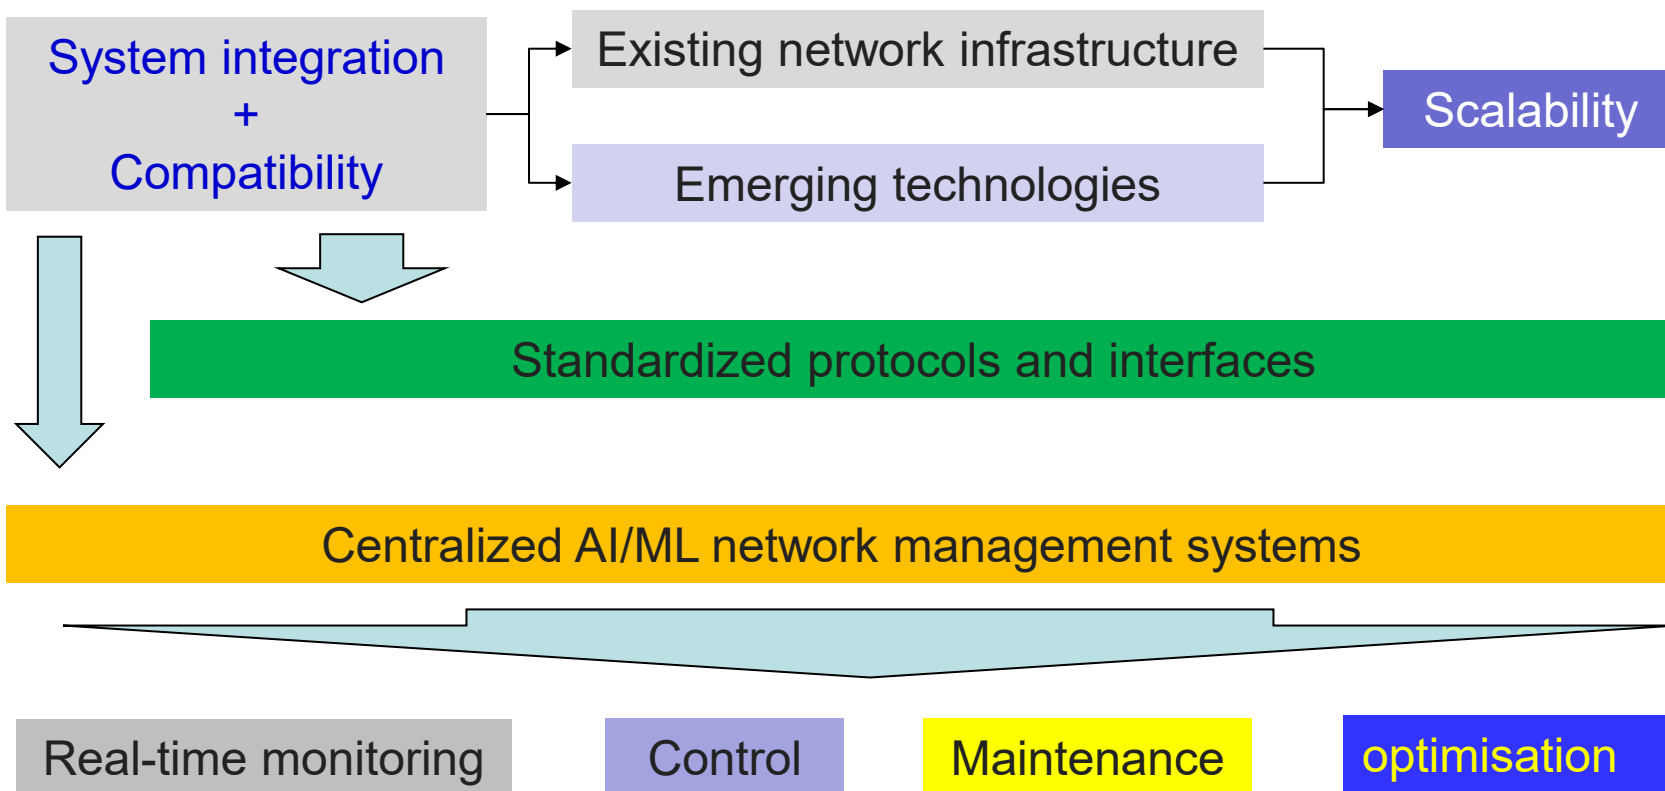 System integration
+
Compatibility
Existing network infrastructure
Emerging technologies
Scalability
Standardized protocols and interfaces
Centralized AI/ML network management systems
Real-time monitoring
Control
Maintenance
optimisation